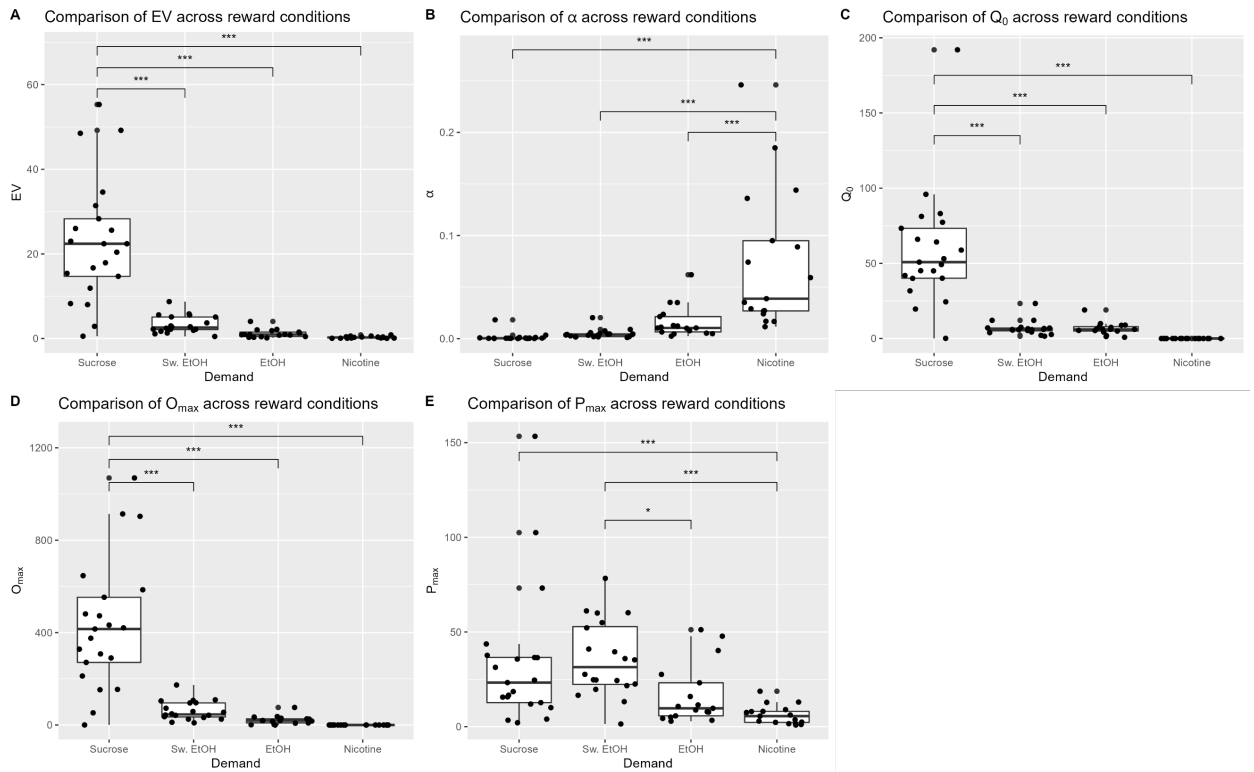 A Comparison of EV across reward conditions
***
***
***
60
40
20
0
EV
Sucrose Sw. EtOH EtOH Nicotine
Demand
B Comparison of α across reward conditions
***
***
***
0.2
0.1
0.0
α
Sucrose Sw. EtOH EtOH Nicotine
Demand
C Comparison of Q0 across reward conditions
200
***
***
***
150
100
50
0
Q0
Sucrose Sw. EtOH EtOH Nicotine
Demand
D Comparison of Omax across reward conditions
***
***
***
1200
800
400
0
Omax
Sucrose Sw. EtOH EtOH Nicotine
Demand
E Comparison of Pmax across reward conditions
***
***
*
150
100
50
0
Pmax
Sucrose Sw. EtOH EtOH Nicotine
Demand